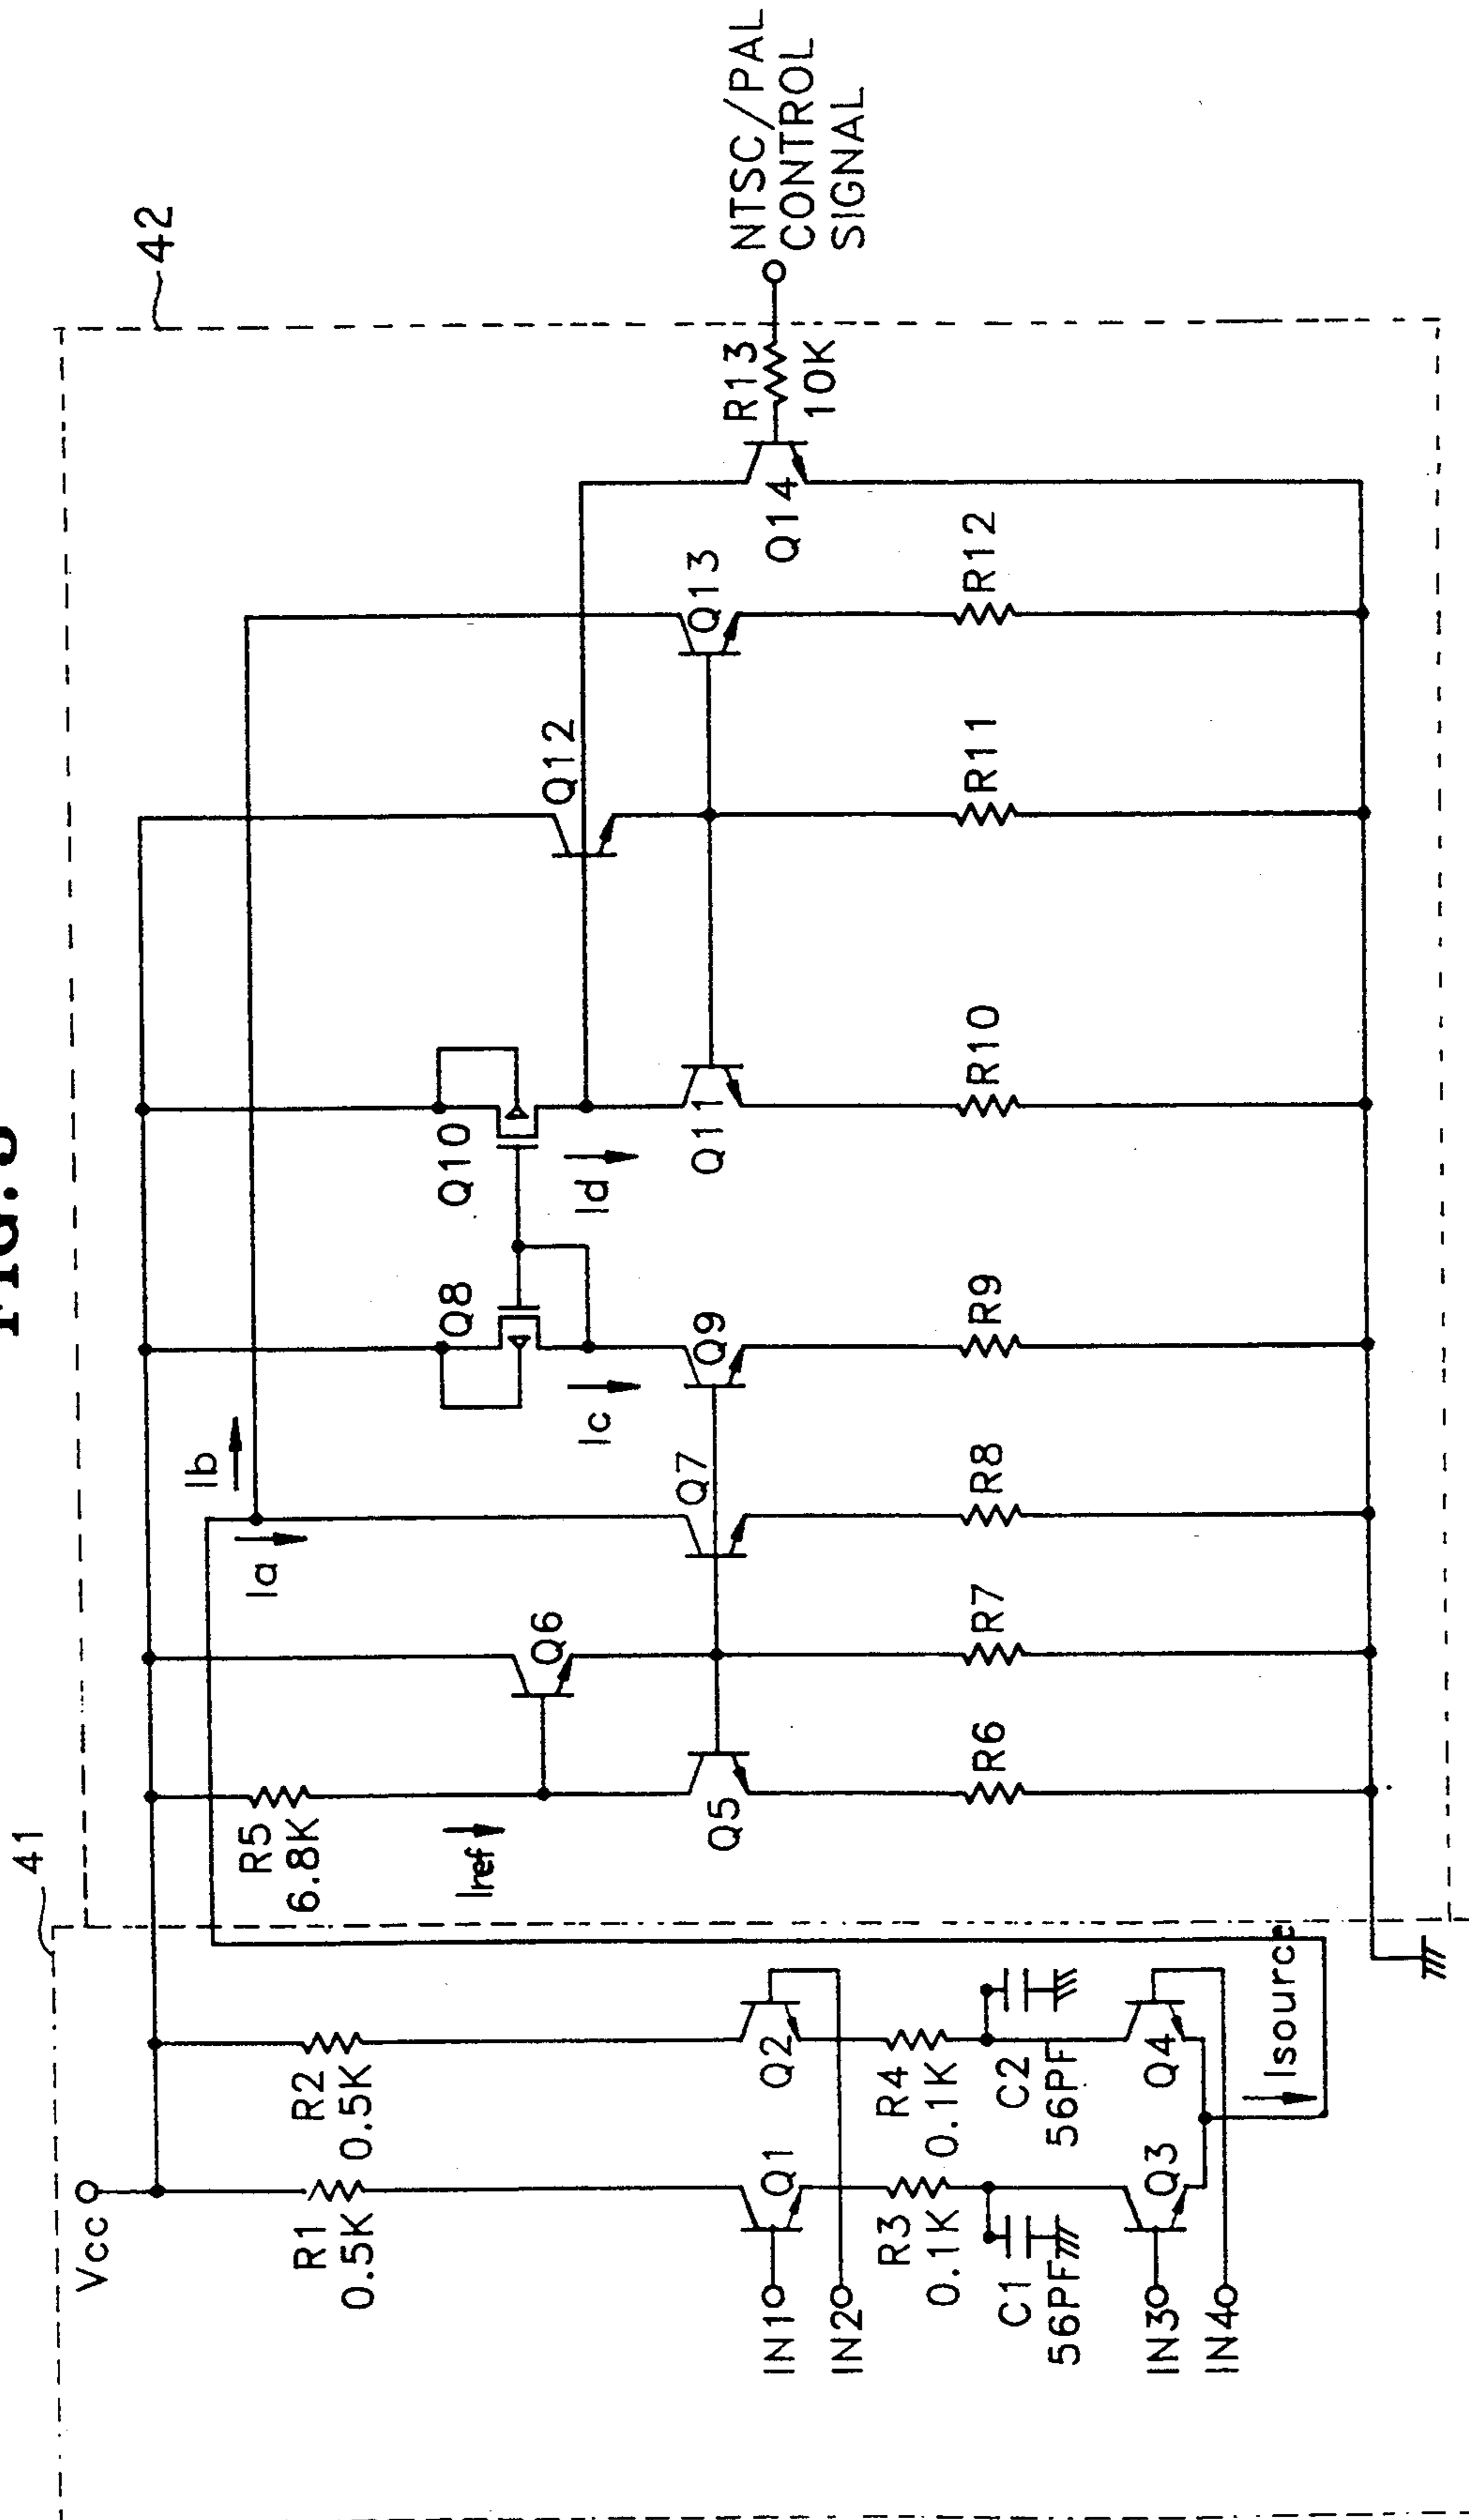 FIG. 5
41
42
Vcc
R1
0.5K
R2
0.5K
R5
6.8K
Iref
Ia
Ib
Ic
Id
Q8
Q10
Q6
Q12
Q1
Q2
Q5
Q7
Q9
Q11
Q13
Q14
R13
10K
NTSC/PAL
CONTROL
SIGNAL
IN1
IN2
R3
0.1K
R4
0.1K
C1
56PF
C2
56PF
R6
R7
R8
R9
R10
R11
R12
IN3
IN4
Q3
Q4
Isource